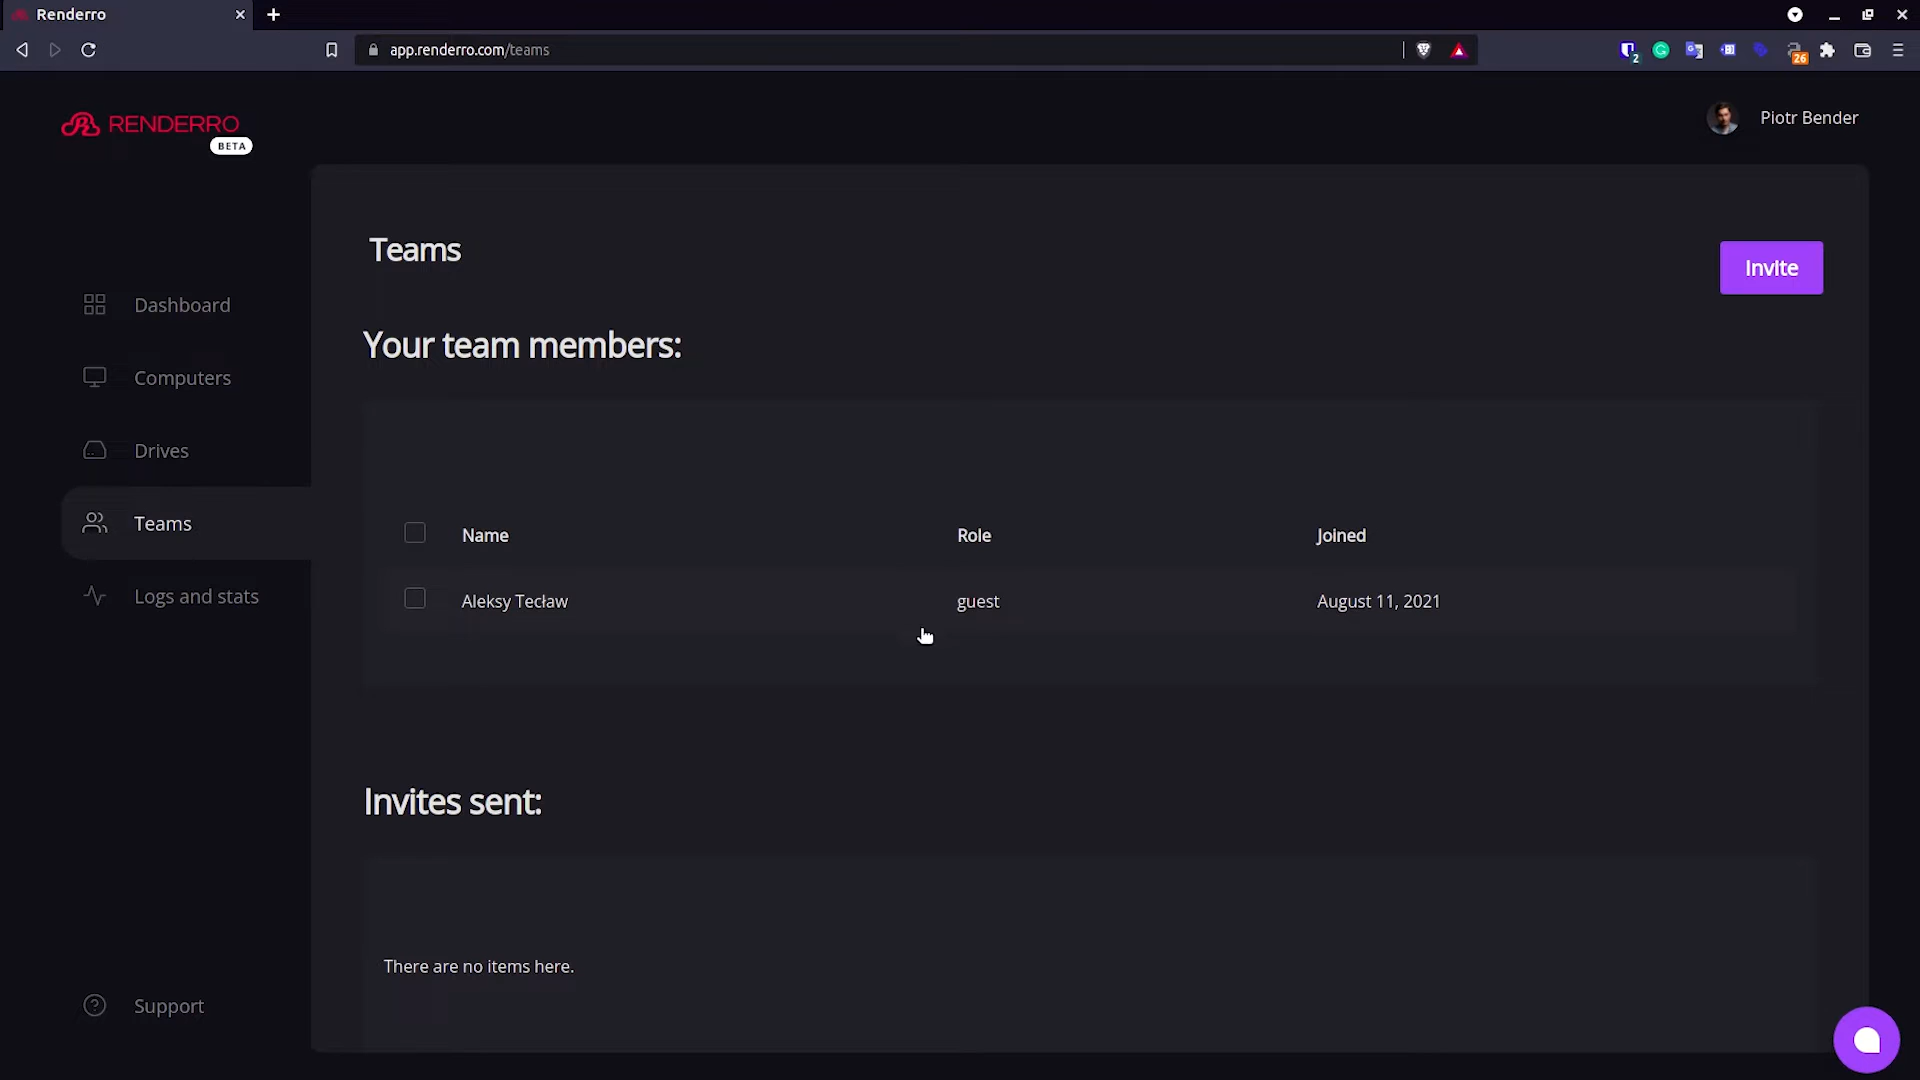 Renderro
app.renderro.com/teams
2
26
RENDERRO
BETA
Piotr Bender
Teams
Invite
Your team members:
Dashboard
Computers
Drives
Teams
Logs and stats
Name Role Joined
Aleksy Tecław guest August 11, 2021
Invites sent:
There are no items here.
Support